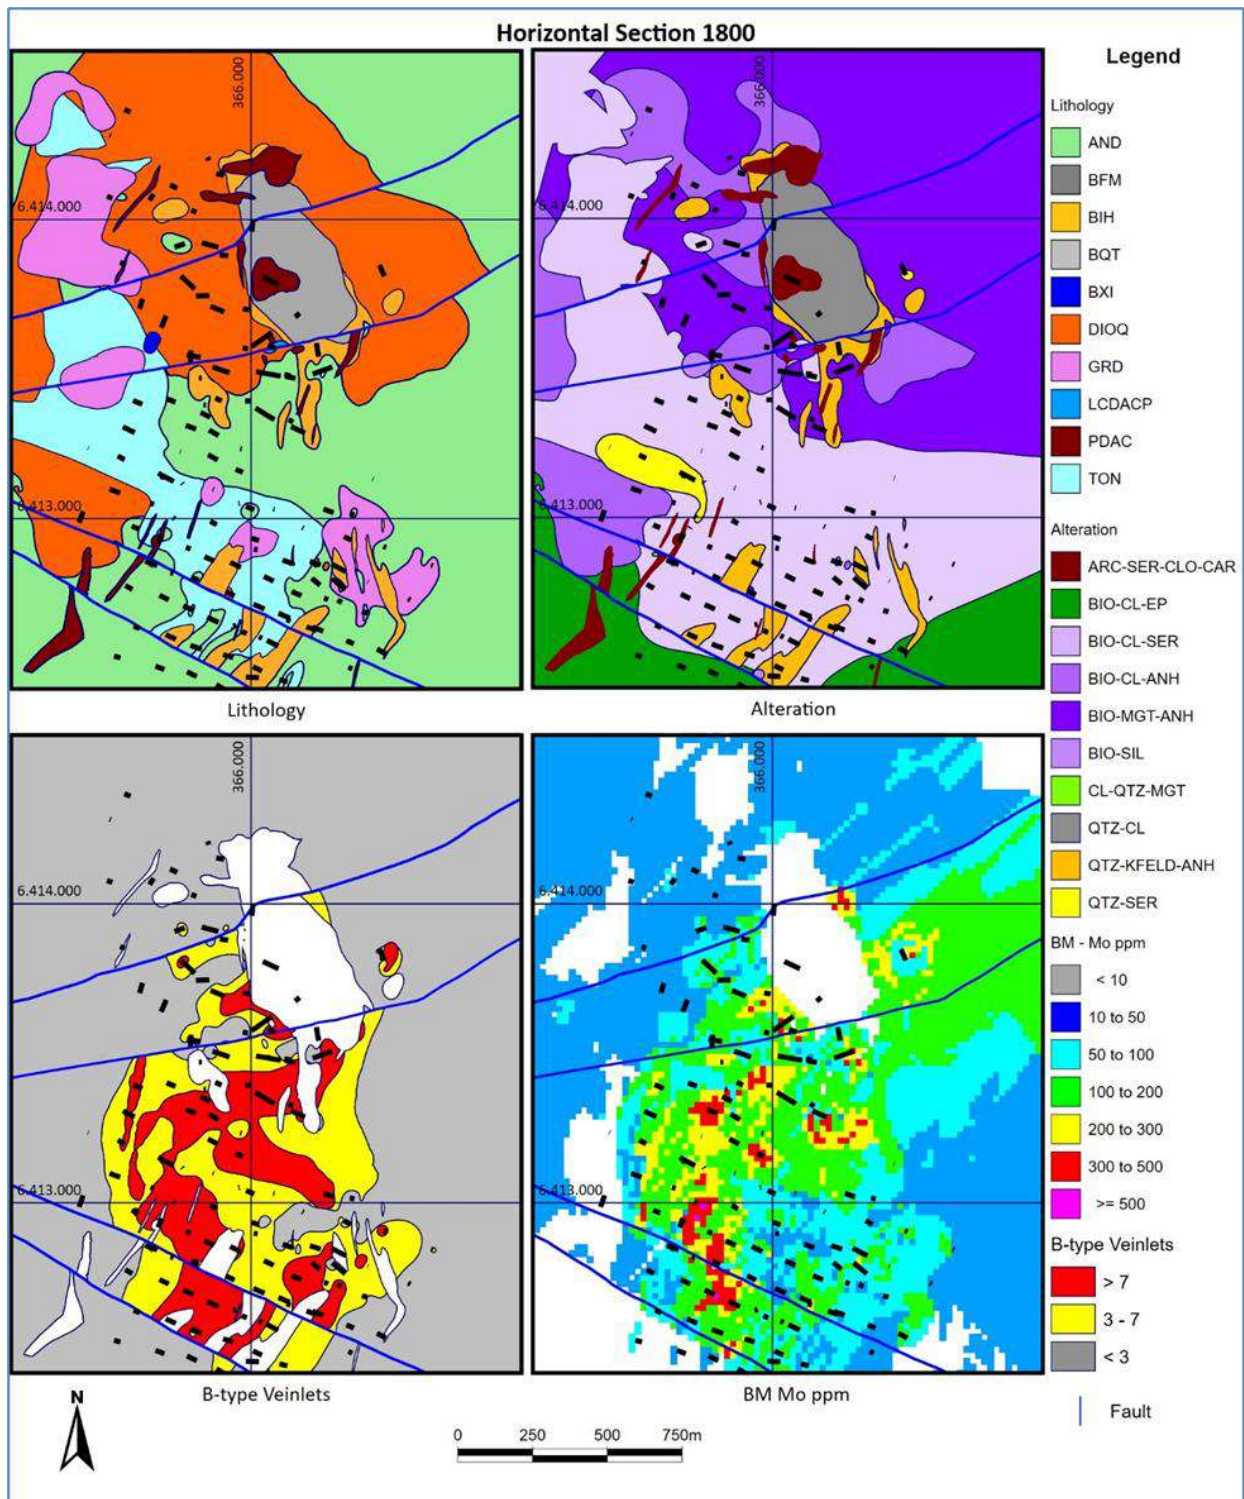 Horizontal Section 1800
366.000
6.414.000
6.413.000
Lithology
366.000
6.414.000
6.413.000
Alteration
366.000
6.414.000
6.413.000
B-type Veinlets
366.000
6.414.000
6.413.000
BM Mo ppm
Legend
Lithology
AND
BFM
BIH
BQT
BXI
DIOQ
GRD
LCDACP
PDAC
TON
Alteration
ARC-SER-CLO-CAR
BIO-CL-EP
BIO-CL-SER
BIO-CL-ANH
BIO-MGT-ANH
BIO-SIL
CL-QTZ-MGT
QTZ-CL
QTZ-KFELD-ANH
QTZ-SER
BM - Mo ppm
< 10
10 to 50
50 to 100
100 to 200
200 to 300
300 to 500
>= 500
B-type Veinlets
> 7
3 - 7
< 3
Fault
N
0 250 500 750m